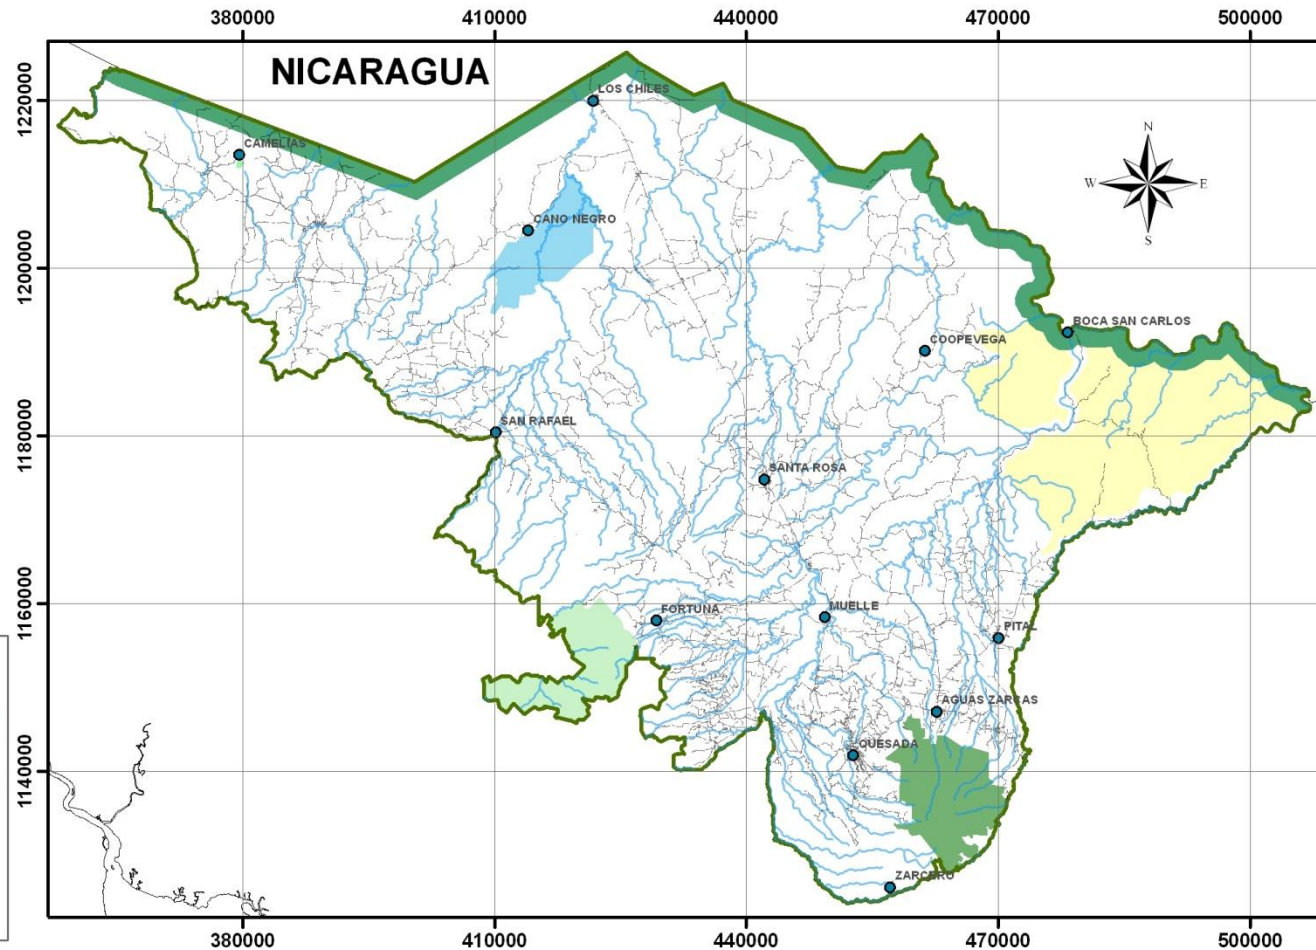 380000 410000 440000 470000 500000
NICARAGUA
1220000
LOS CHILES
CAMELIAS
N
W E
S
CANO NEGRO
1200000
BOCA SAN CARLOS
COOPEVEGA
SAN RAFAEL
1180000
SANTA ROSA
1160000
FORTUNA
MUELLE
PITAL
AGUAS ZARCAS
QUESADA
1140000
ZARCERO
380000 410000 440000 470000 500000